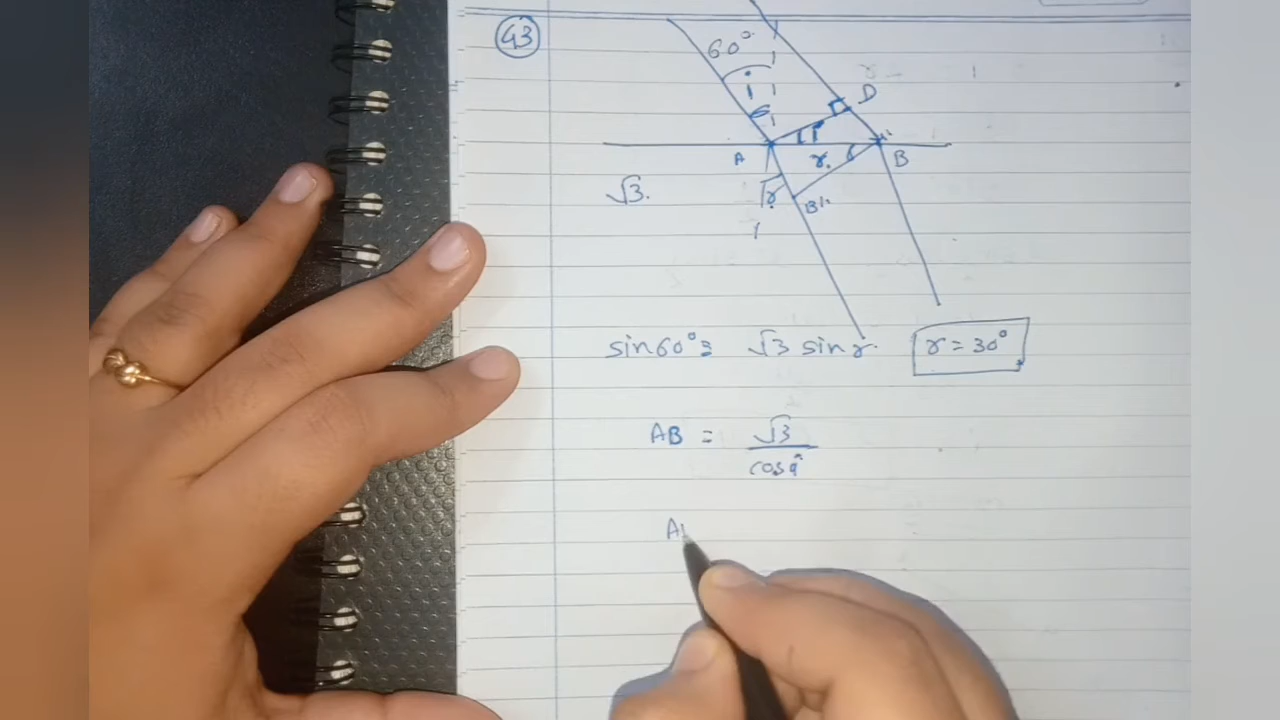 43
60°
i
D
i
A
r
B
√3.
r
B'
sin60° = √3 sin r. r = 30°
AB = √3 / cos i
A